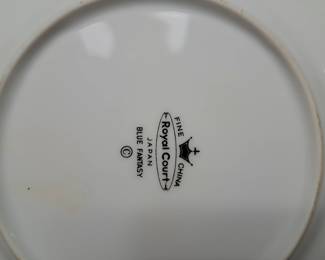 FINE CHINA
Royal Court
JAPAN
BLUE FANTASY
©